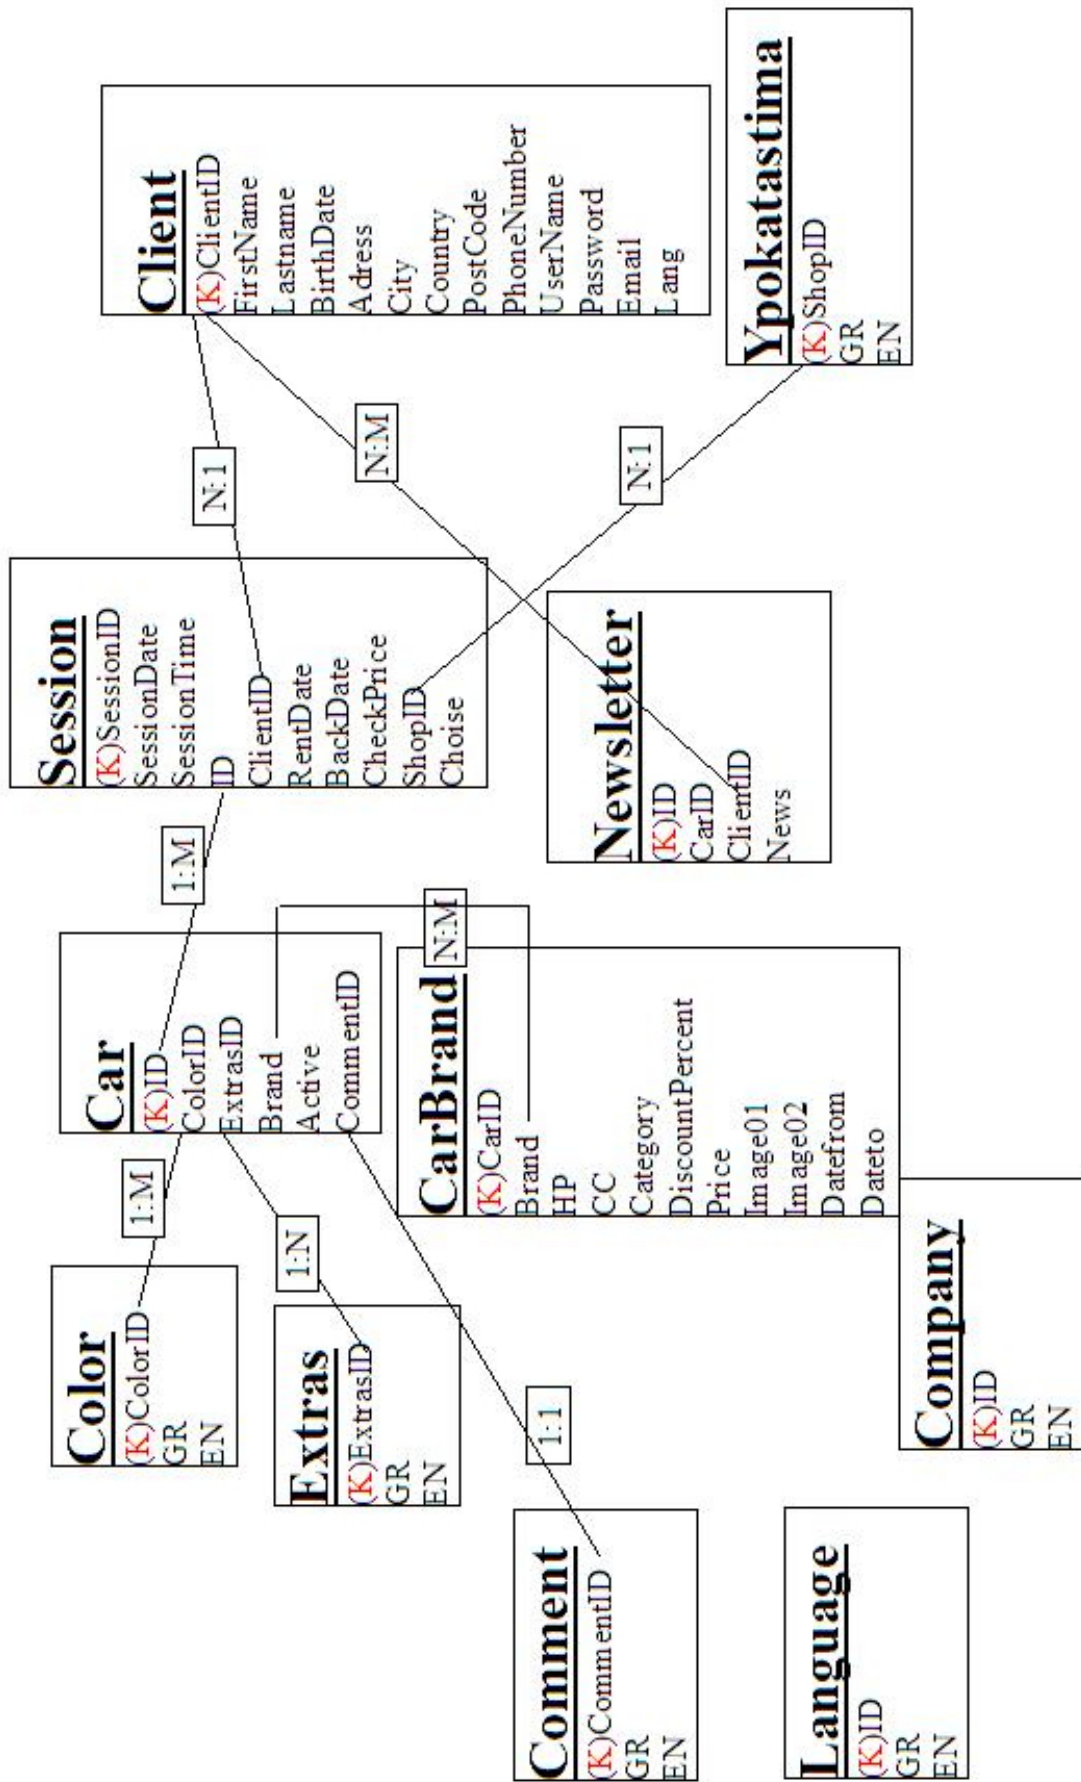 Color
(K)ColorID
GR
EN
1:M
Car
(K)ID
ColorID
ExtrasID
Brand
Active
CommentID
1:M
Session
(K)SessionID
SessionDate
SessionTime
ID
ClientID
RentDate
BackDate
CheckPrice
ShopID
Choise
N:1
Client
(K)ClientID
FirstName
Lastname
BirthDate
Adress
City
Country
PostCode
PhoneNumber
UserName
Password
Email
Lang
Extras
(K)ExtrasID
GR
EN
1:N
N:M
N:M
Comment
(K)CommentID
GR
EN
1:1
CarBrand
(K)CarID
Brand
HP
CC
Category
DiscountPercent
Price
Image01
Image02
Datefrom
Dateto
Newsletter
(K)ID
CarID
ClientID
News
N:1
Ypokatastima
(K)ShopID
GR
EN
Language
(K)ID
GR
EN
Company
(K)ID
GR
EN